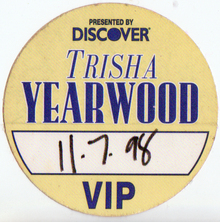 PRESENTED BY
DISCOVER
TRISHA
YEARWOOD
11.7.98
VIP